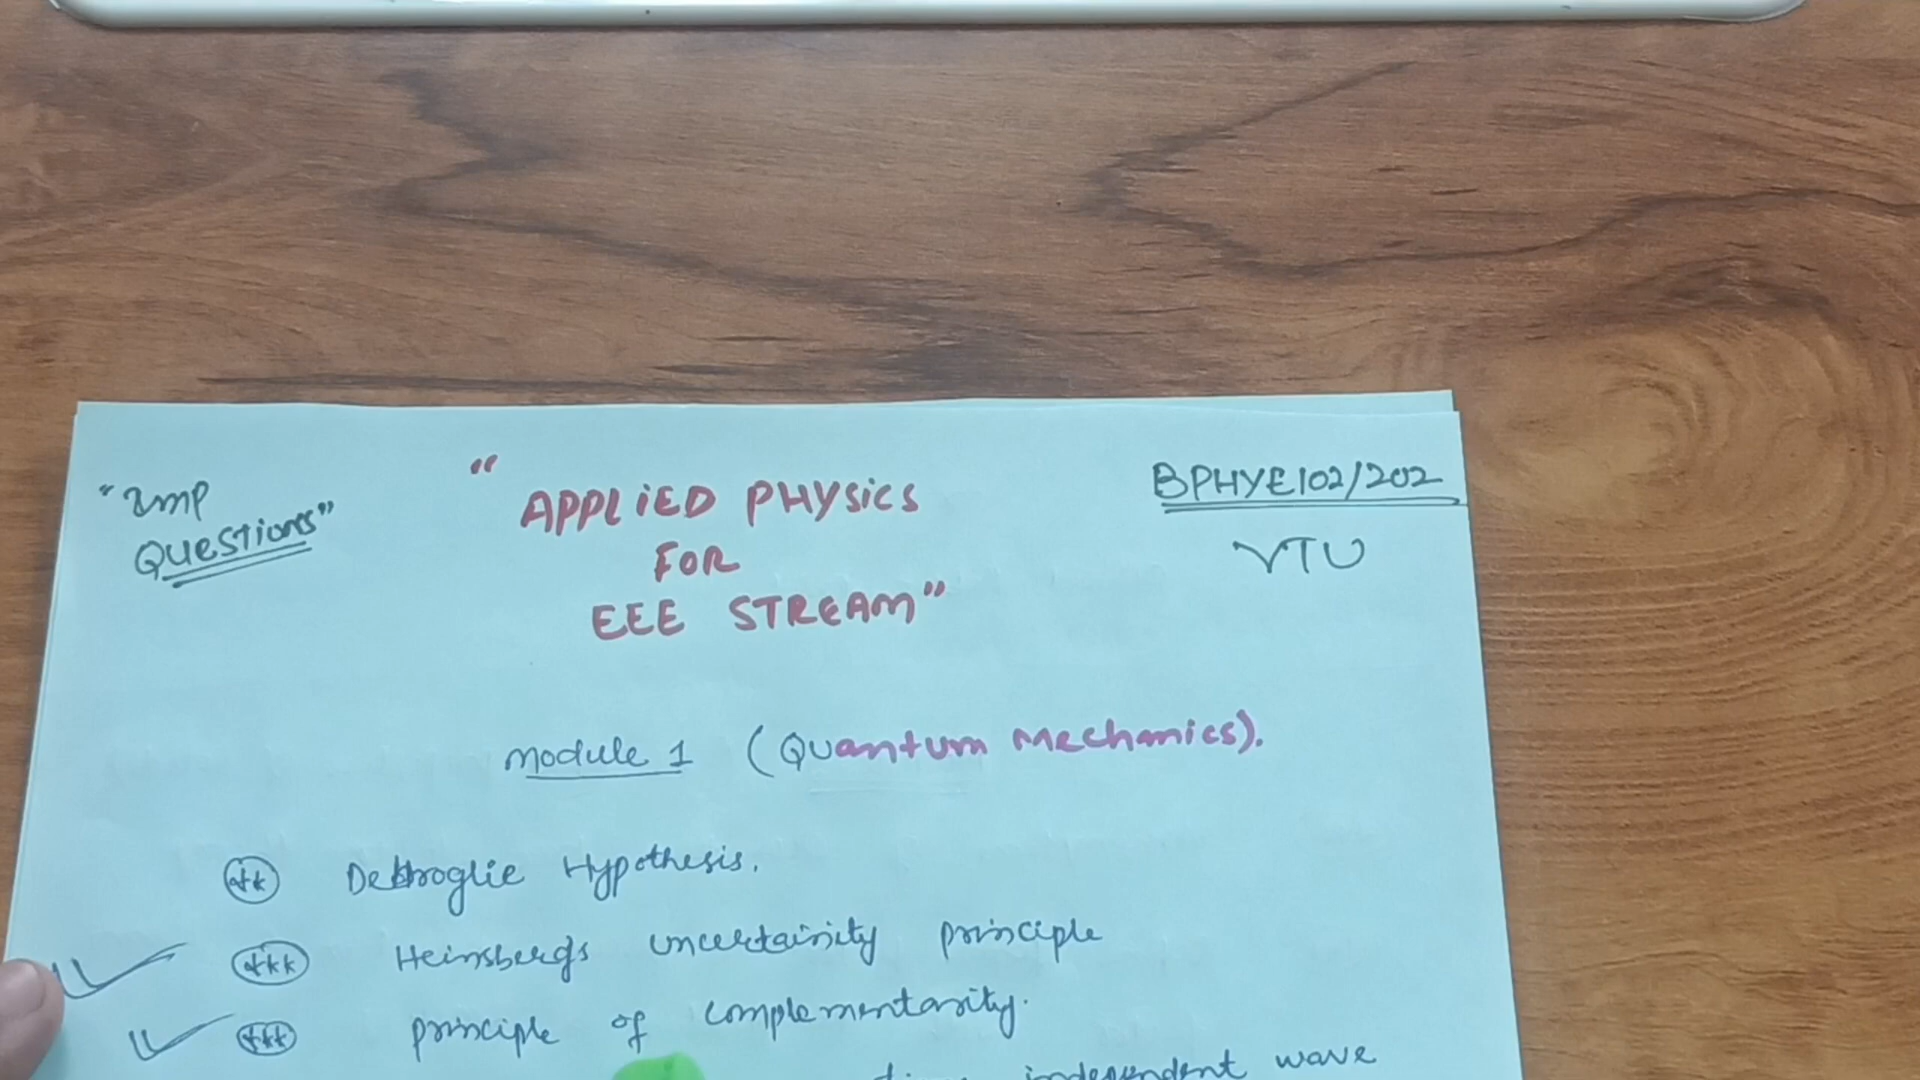 "Imp
Questions"
"
APPLIED PHYSICS
FOR
EEE STREAM"
BPHYE102/202
VTU
Module 1 (Quantum Mechanics).
** Debroglie Hypothesis.
*** Heinsbergs uncertainity principle
*** principle of complementarity.
independent wave